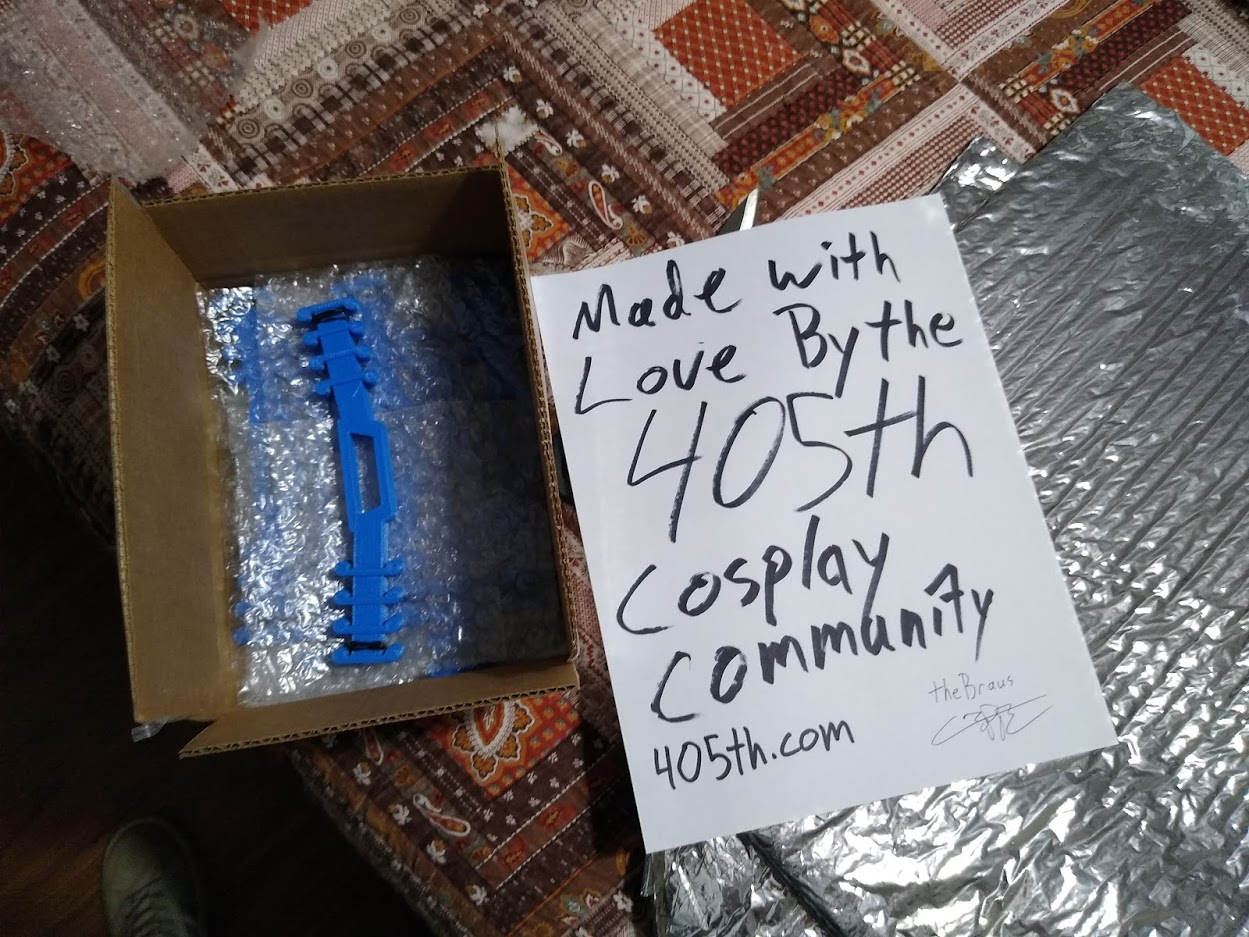 Made with
Love By the
405th
Cosplay
Community
405th.com
theBraus